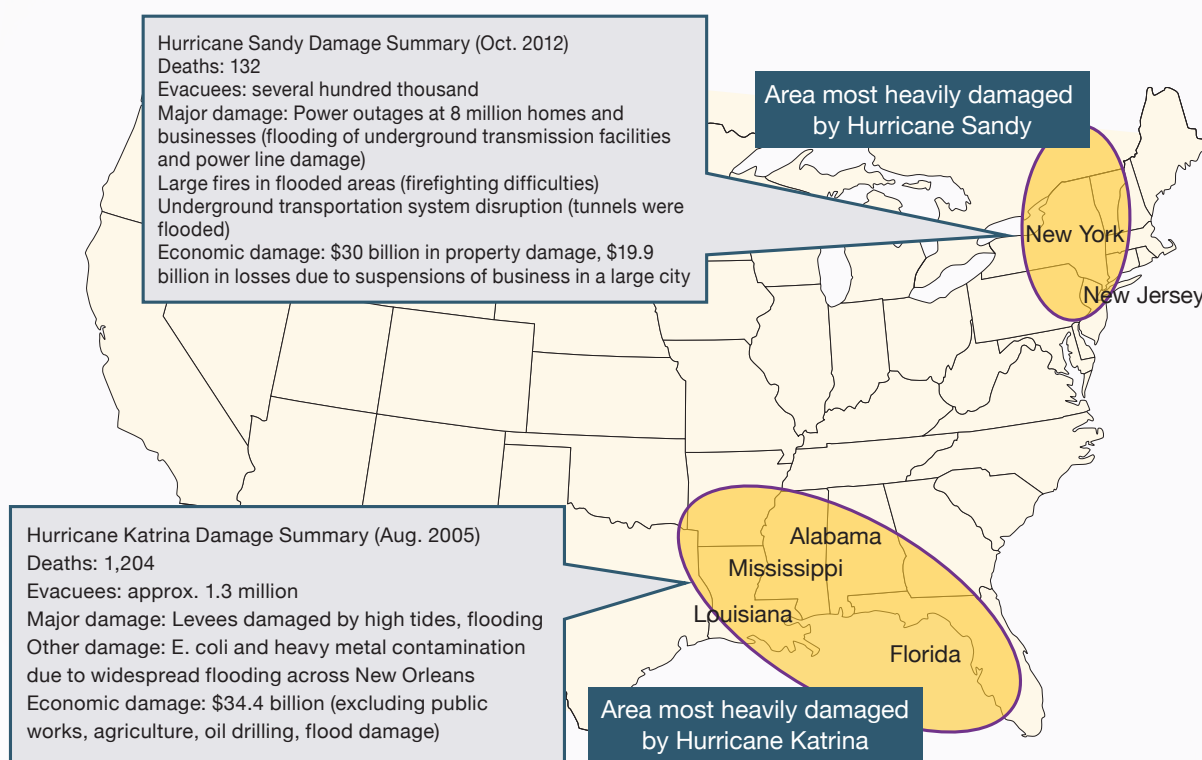 Hurricane Sandy Damage Summary (Oct. 2012)
Deaths: 132
Evacuees: several hundred thousand
Major damage: Power outages at 8 million homes and
businesses (flooding of underground transmission facilities
and power line damage)
Large fires in flooded areas (firefighting difficulties)
Underground transportation system disruption (tunnels were
flooded)
Economic damage: $30 billion in property damage, $19.9
billion in losses due to suspensions of business in a large city
Area most heavily damaged
by Hurricane Sandy
New York
New Jersey
Hurricane Katrina Damage Summary (Aug. 2005)
Deaths: 1,204
Evacuees: approx. 1.3 million
Major damage: Levees damaged by high tides, flooding
Other damage: E. coli and heavy metal contamination
due to widespread flooding across New Orleans
Economic damage: $34.4 billion (excluding public
works, agriculture, oil drilling, flood damage)
Alabama
Mississippi
Louisiana
Florida
Area most heavily damaged
by Hurricane Katrina